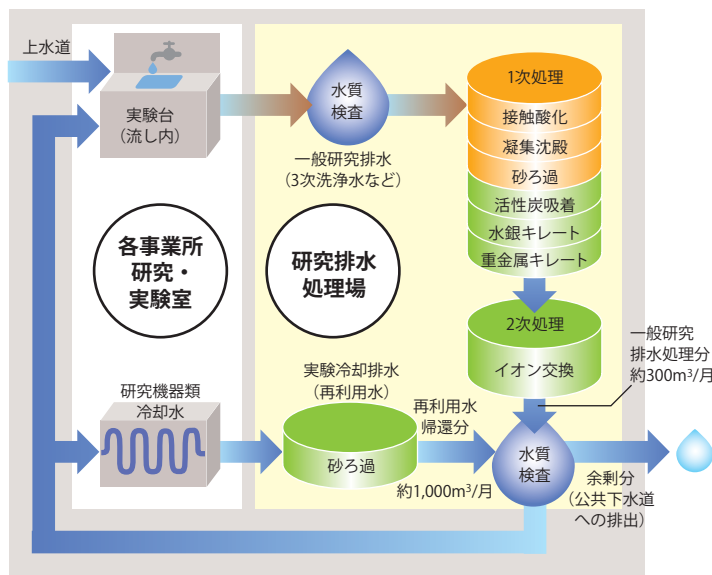 上水道
実験台
（流し内）
水質
検査
一般研究排水
（3次洗浄水など）
1次処理
接触酸化
凝集沈殿
砂ろ過
活性炭吸着
水銀キレート
重金属キレート
各事業所
研究・
実験室
研究排水
処理場
2次処理
イオン交換
一般研究
排水処理分
約300m³/月
研究機器類
冷却水
実験冷却排水
（再利用水）
砂ろ過
再利用水
帰還分
約1,000m³/月
水質
検査
余剰分
（公共下水道
への排出）